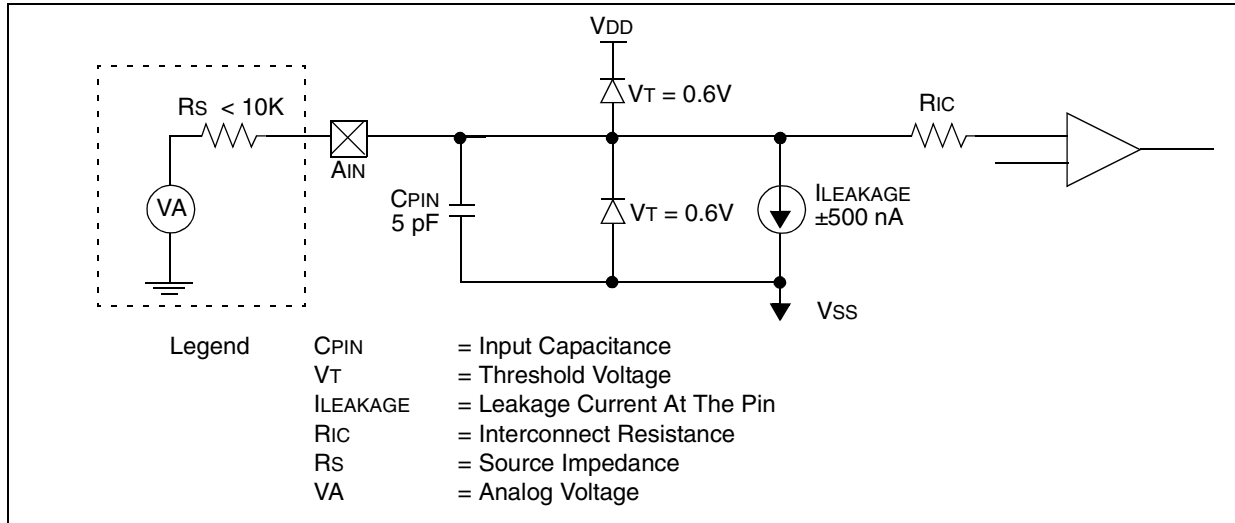 VDD
VT = 0.6V
RS < 10K
RIC
AIN
VA
CPIN
5 pF
VT = 0.6V
ILEAKAGE
±500 nA
VSS
Legend
CPIN = Input Capacitance
VT = Threshold Voltage
ILEAKAGE = Leakage Current At The Pin
RIC = Interconnect Resistance
RS = Source Impedance
VA = Analog Voltage